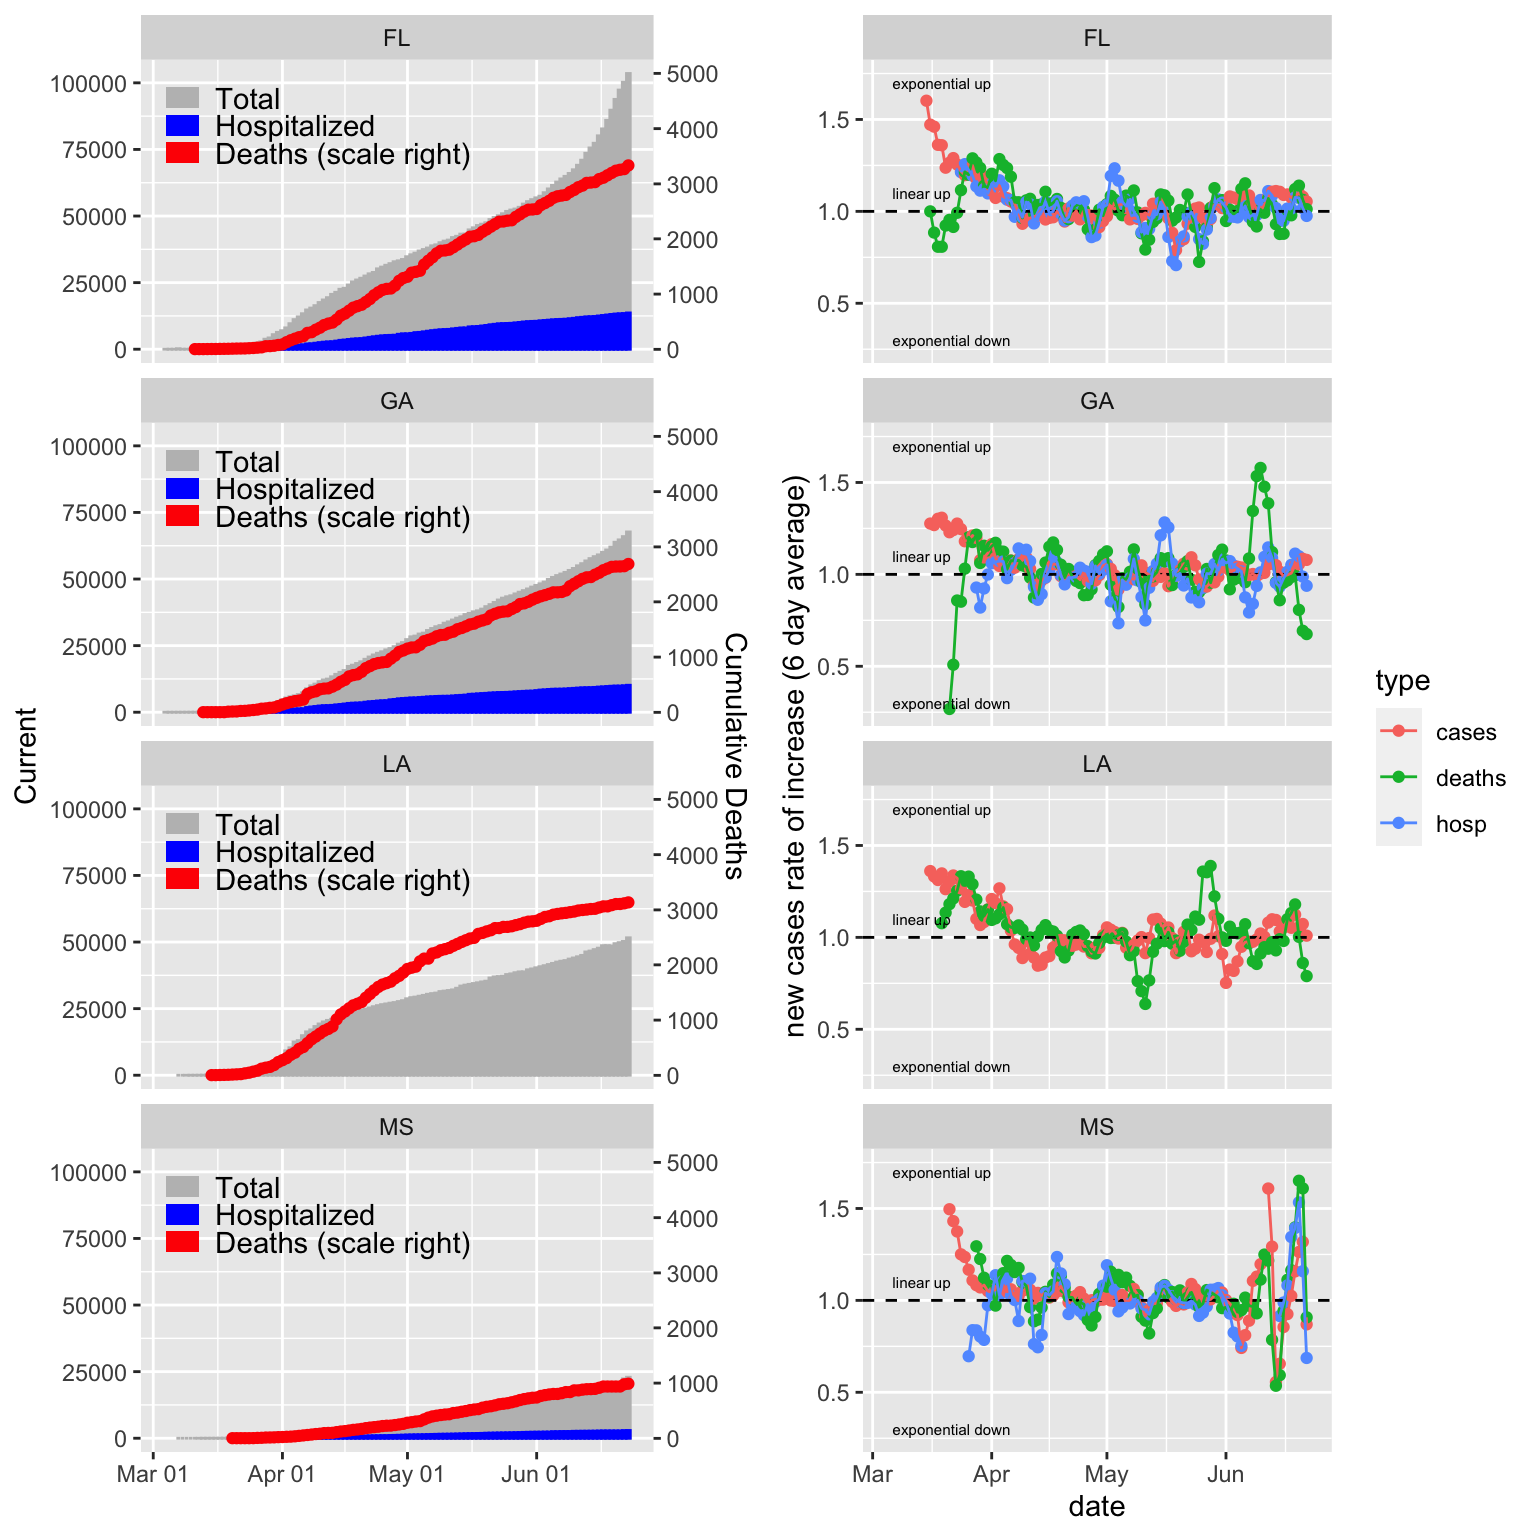 FL
100000
75000
50000
25000
0
Total
Hospitalized
Deaths (scale right)
5000
4000
3000
2000
1000
0
GA
100000
75000
50000
25000
0
Total
Hospitalized
Deaths (scale right)
5000
4000
3000
2000
1000
0
LA
100000
75000
50000
25000
0
Total
Hospitalized
Deaths (scale right)
5000
4000
3000
2000
1000
0
MS
100000
75000
50000
25000
0
Total
Hospitalized
Deaths (scale right)
5000
4000
3000
2000
1000
0
Mar 01
Apr 01
May 01
Jun 01
Current
Cumulative Deaths
FL
1.5
1.0
0.5
exponential up
linear up
exponential down
GA
1.5
1.0
0.5
exponential up
linear up
exponential down
LA
1.5
1.0
0.5
exponential up
linear up
exponential down
MS
1.5
1.0
0.5
exponential up
linear up
exponential down
Mar
Apr
May
Jun
date
new cases rate of increase (6 day average)
type
cases
deaths
hosp